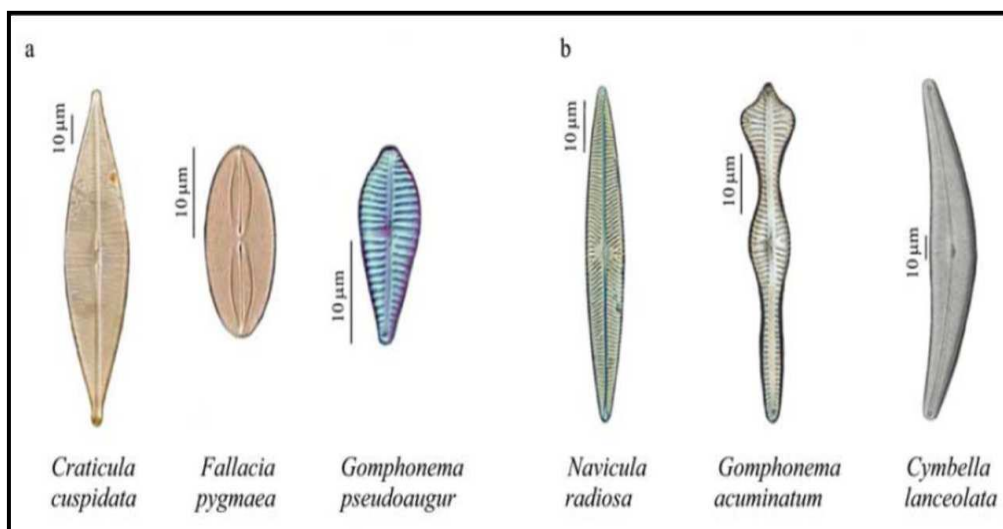 a
b
10 μm
10 μm
10 μm
10 μm
10 μm
10 μm
Craticula
cuspidata
Fallacia
pygmaea
Gomphonema
pseudoaugur
Navicula
radiosa
Gomphonema
acuminatum
Cymbella
lanceolata